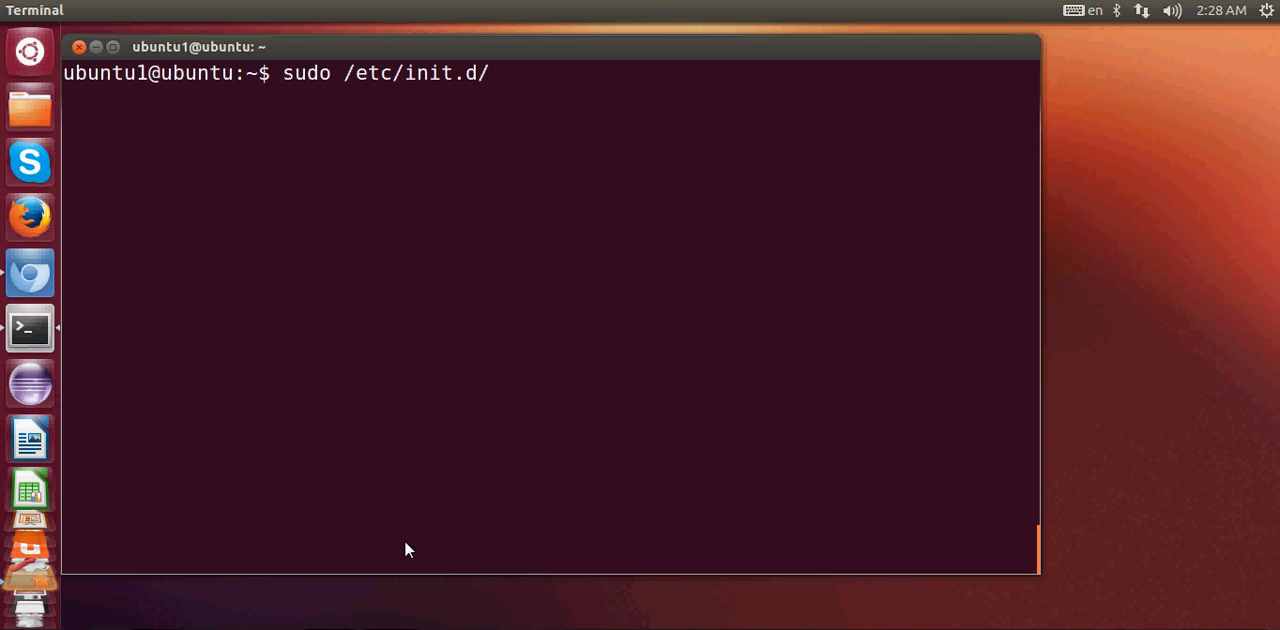 Terminal
en
2:28 AM
ubuntu1@ubuntu: ~
ubuntu1@ubuntu:~$ sudo /etc/init.d/